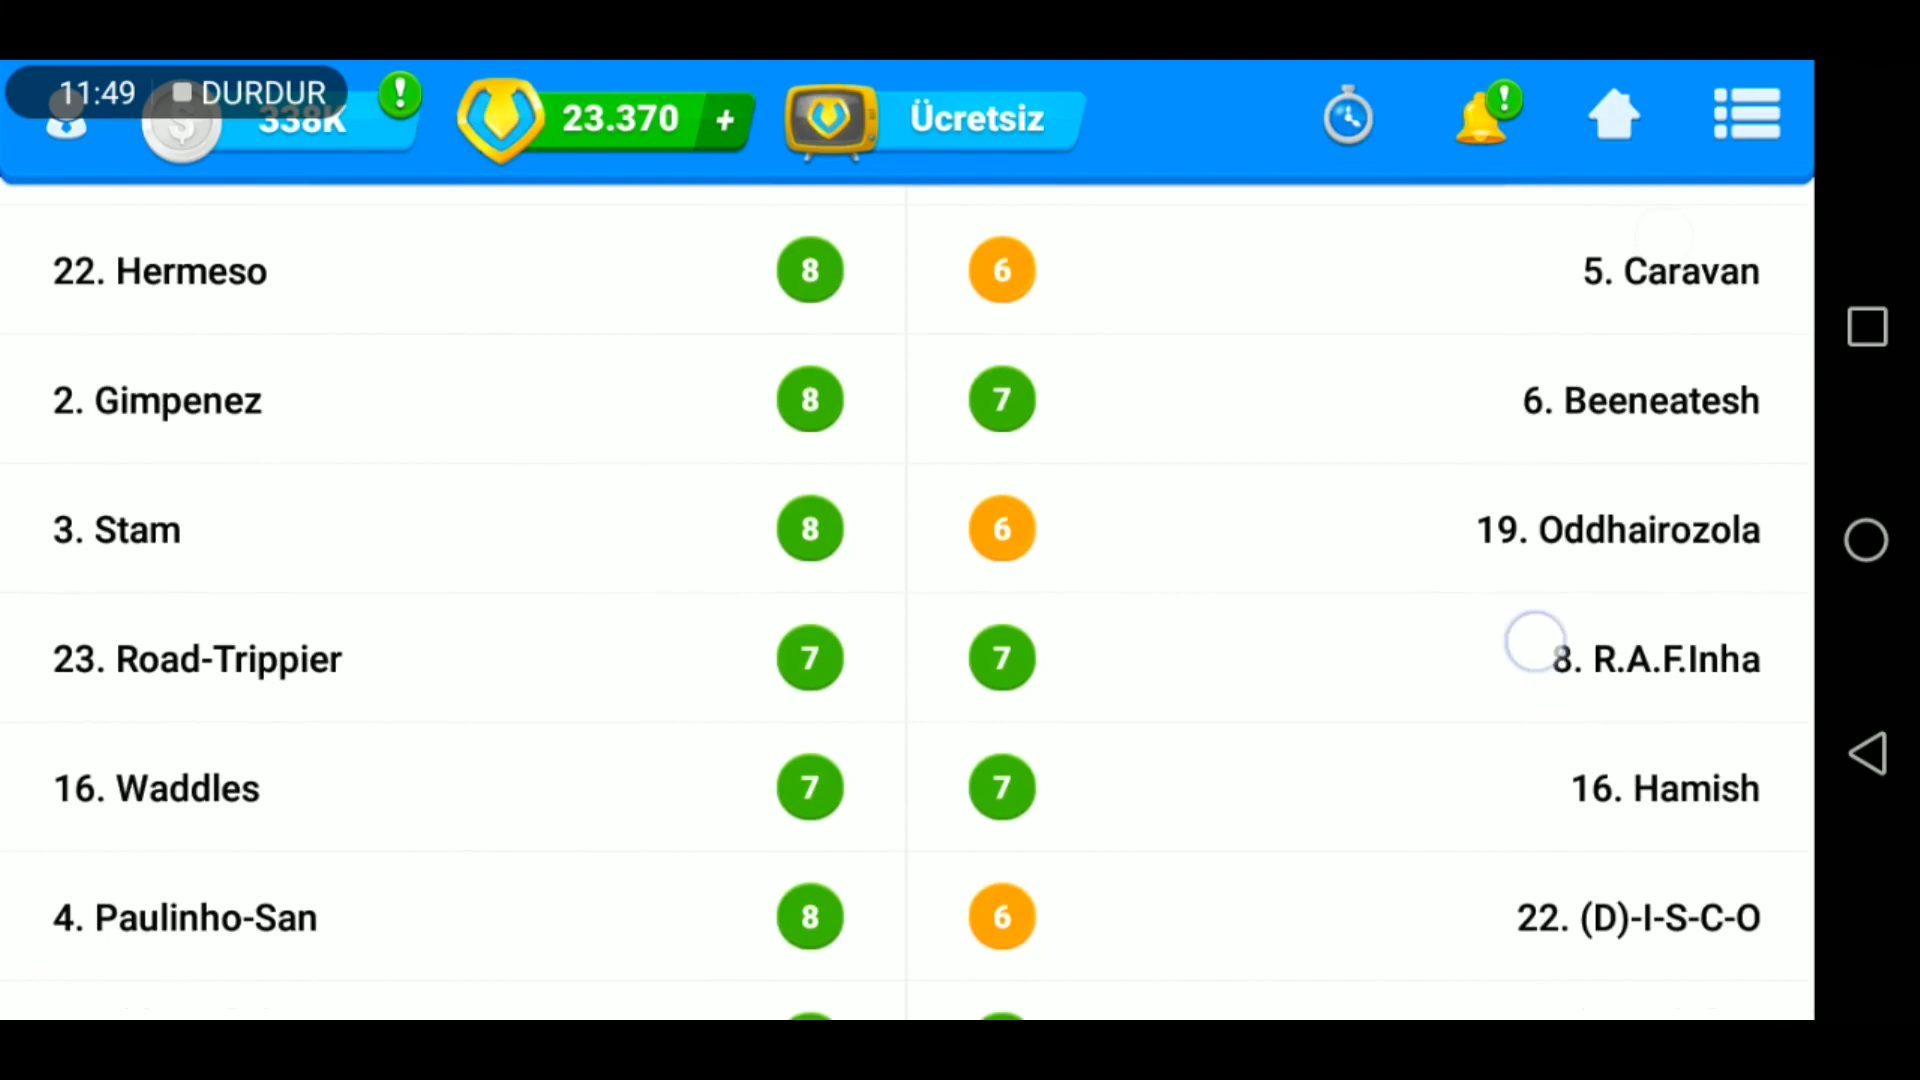 11:49 DURDUR
338K
23.370 +
Ücretsiz
22. Hermeso 8 6 5. Caravan
2. Gimpenez 8 7 6. Beeneatesh
3. Stam 8 6 19. Oddhairozola
23. Road-Trippier 7 7 8. R.A.F.Inha
16. Waddles 7 7 16. Hamish
4. Paulinho-San 8 6 22. (D)-I-S-C-O